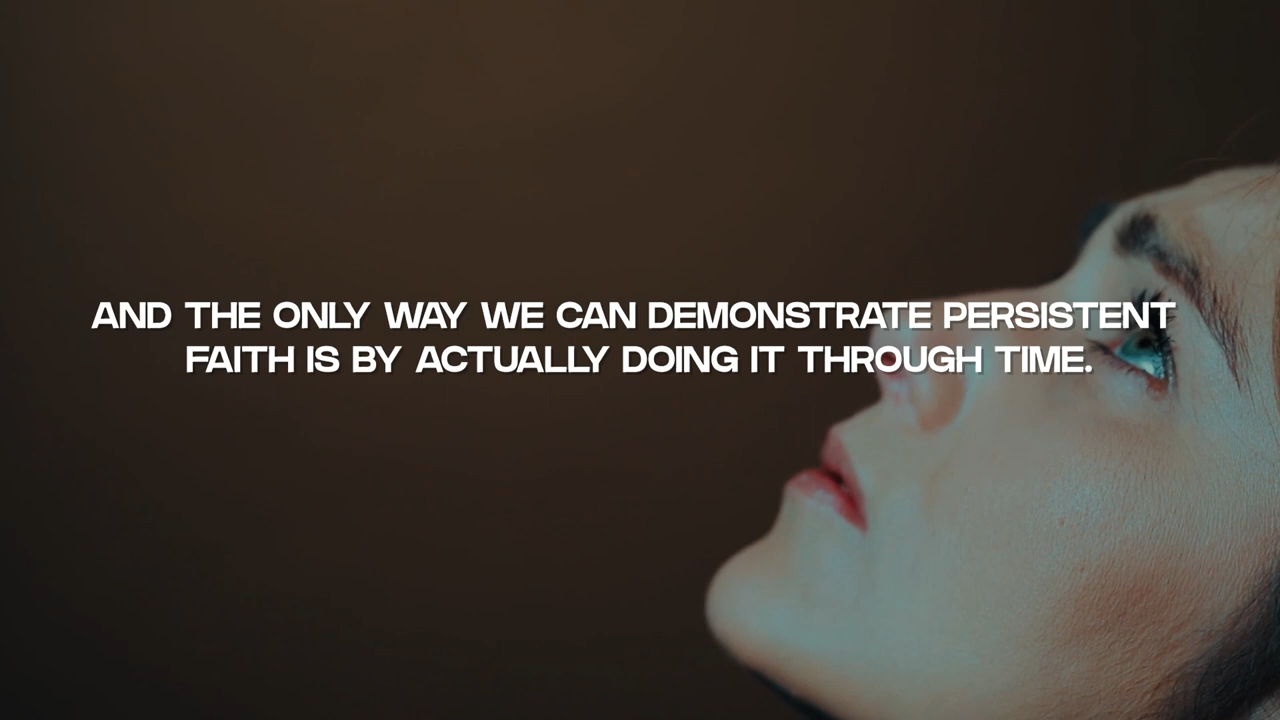 AND THE ONLY WAY WE CAN DEMONSTRATE PERSISTENT
FAITH IS BY ACTUALLY DOING IT THROUGH TIME.